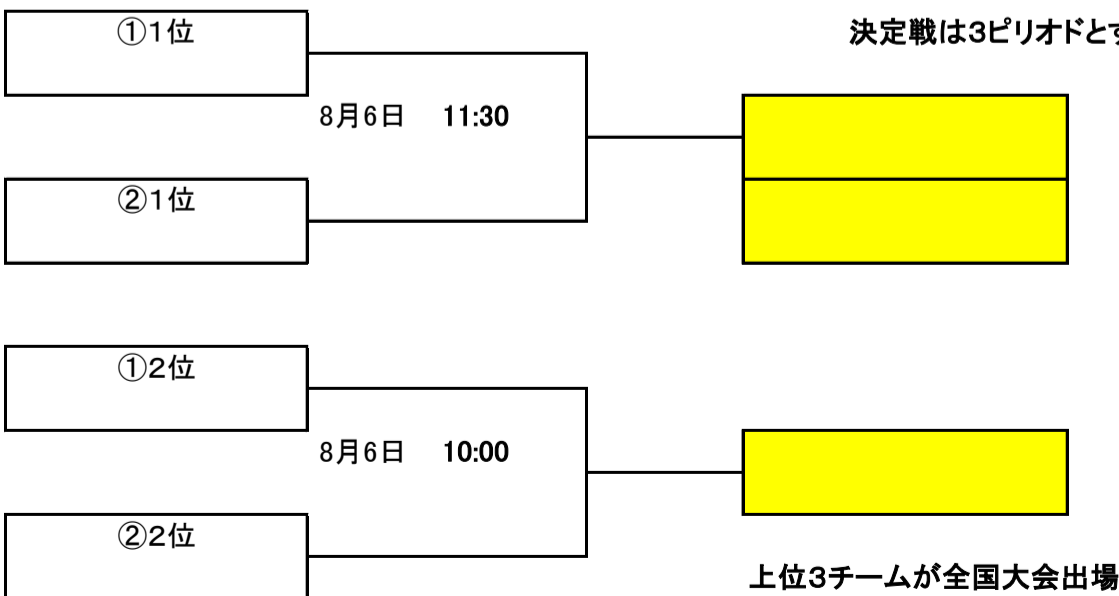 ①1位
決定戦は3ピリオドとす
8月6日 11:30
②1位
①2位
8月6日 10:00
②2位
上位3チームが全国大会出場